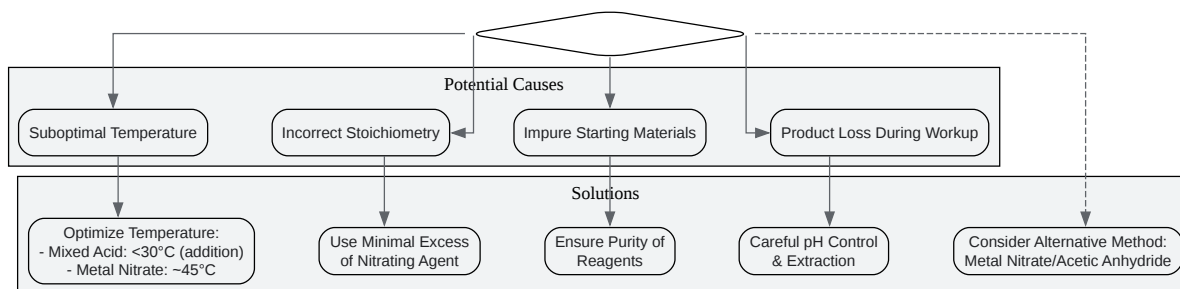 Potential Causes
Suboptimal Temperature
Incorrect Stoichiometry
Impure Starting Materials
Product Loss During Workup
Solutions
Optimize Temperature:
- Mixed Acid: <30°C (addition)
- Metal Nitrate: ~45°C
Use Minimal Excess
of Nitrating Agent
Ensure Purity of
Reagents
Careful pH Control
& Extraction
Consider Alternative Method:
Metal Nitrate/Acetic Anhydride